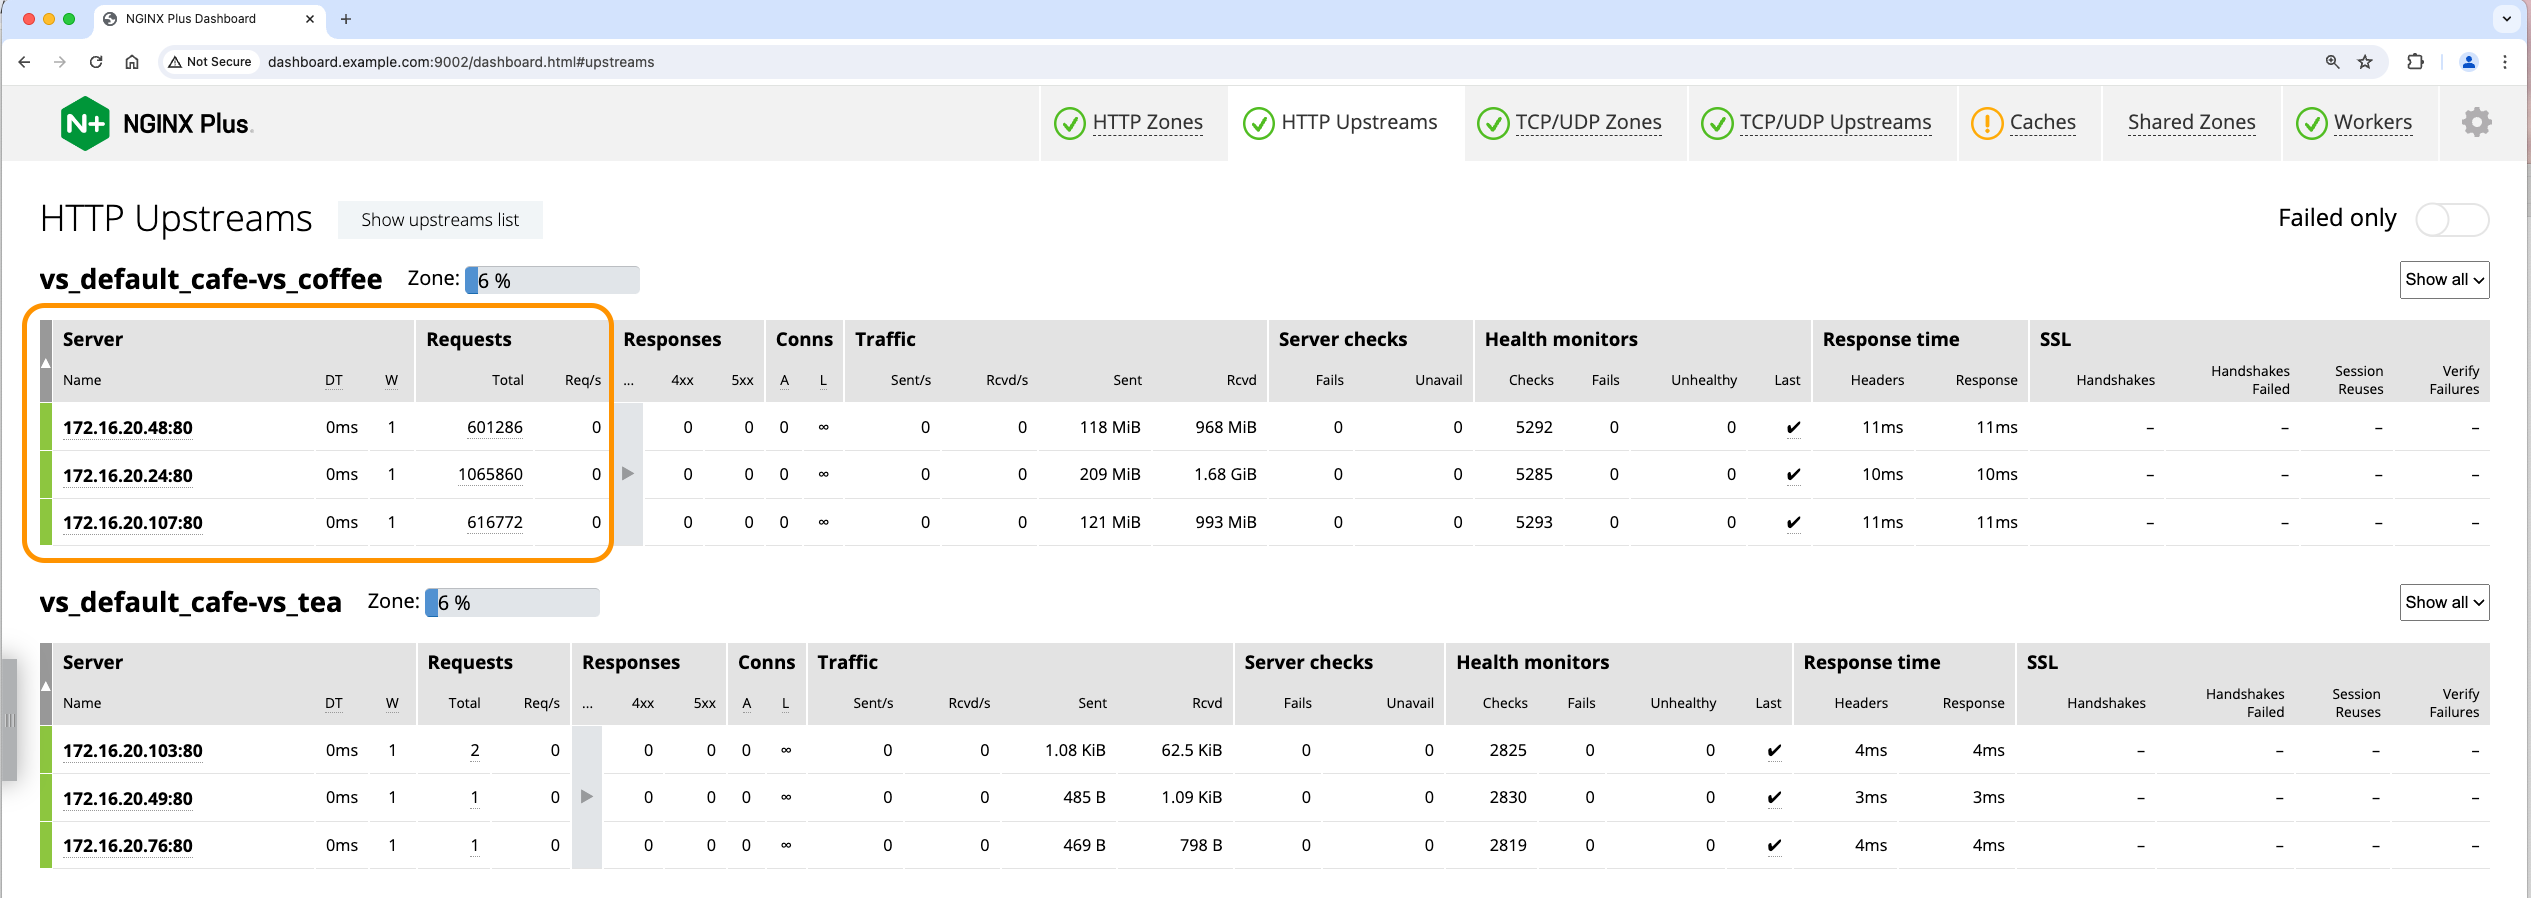 NGINX Plus Dashboard
Not Secure dashboard.example.com:9002/dashboard.html#upstreams
N+ NGINX Plus. HTTP Zones HTTP Upstreams TCP/UDP Zones TCP/UDP Upstreams Caches Shared Zones Workers
HTTP Upstreams Show upstreams list Failed only
vs_default_cafe-vs_coffee Zone: 6 % Show all
Server Requests Responses Conns Traffic Server checks Health monitors Response time SSL
Name DT W Total Req/s ... 4xx 5xx A L Sent/s Rcvd/s Sent Rcvd Fails Unavail Checks Fails Unhealthy Last Headers Response Handshakes Handshakes Failed Session Reuses Verify Failures
172.16.20.48:80 0ms 1 601286 0 0 0 0 ∞ 0 0 118 MiB 968 MiB 0 0 5292 0 0 ✔ 11ms 11ms – – – –
172.16.20.24:80 0ms 1 1065860 0 0 0 0 ∞ 0 0 209 MiB 1.68 GiB 0 0 5285 0 0 ✔ 10ms 10ms – – – –
172.16.20.107:80 0ms 1 616772 0 0 0 0 ∞ 0 0 121 MiB 993 MiB 0 0 5293 0 0 ✔ 11ms 11ms – – – –
vs_default_cafe-vs_tea Zone: 6 % Show all
Server Requests Responses Conns Traffic Server checks Health monitors Response time SSL
Name DT W Total Req/s ... 4xx 5xx A L Sent/s Rcvd/s Sent Rcvd Fails Unavail Checks Fails Unhealthy Last Headers Response Handshakes Handshakes Failed Session Reuses Verify Failures
172.16.20.103:80 0ms 1 2 0 0 0 0 ∞ 0 0 1.08 KiB 62.5 KiB 0 0 2825 0 0 ✔ 4ms 4ms – – – –
172.16.20.49:80 0ms 1 1 0 0 0 0 ∞ 0 0 485 B 1.09 KiB 0 0 2830 0 0 ✔ 3ms 3ms – – – –
172.16.20.76:80 0ms 1 1 0 0 0 0 ∞ 0 0 469 B 798 B 0 0 2819 0 0 ✔ 4ms 4ms – – – –